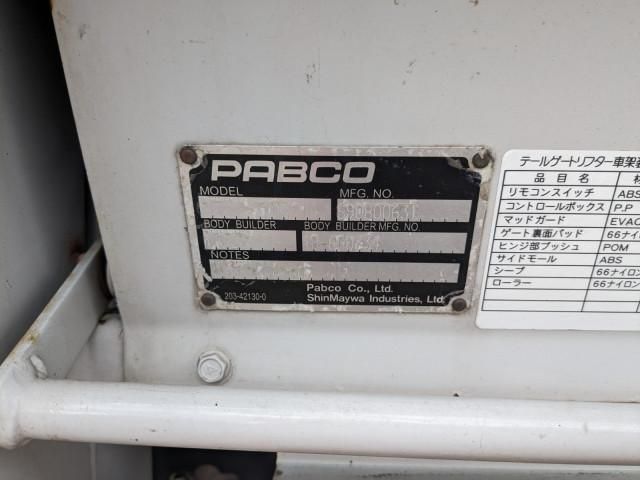 PABCO
MODEL MFG. NO.
BODY BUILDER BODY BUILDER MFG. NO.
NOTES
Pabco Co., Ltd.
203-42130-0 ShinMaywa Industries, Ltd.
テールゲートリフター車架装
品目名
リモコンスイッチ ABS
コントロールボックス P.P
マッドガード EVAC
ゲート裏面パッド 66ナイロ
ヒンジ部ブッシュ POM
サイドモール ABS
シーブ 66ナイロン
ローラー 66ナイロン